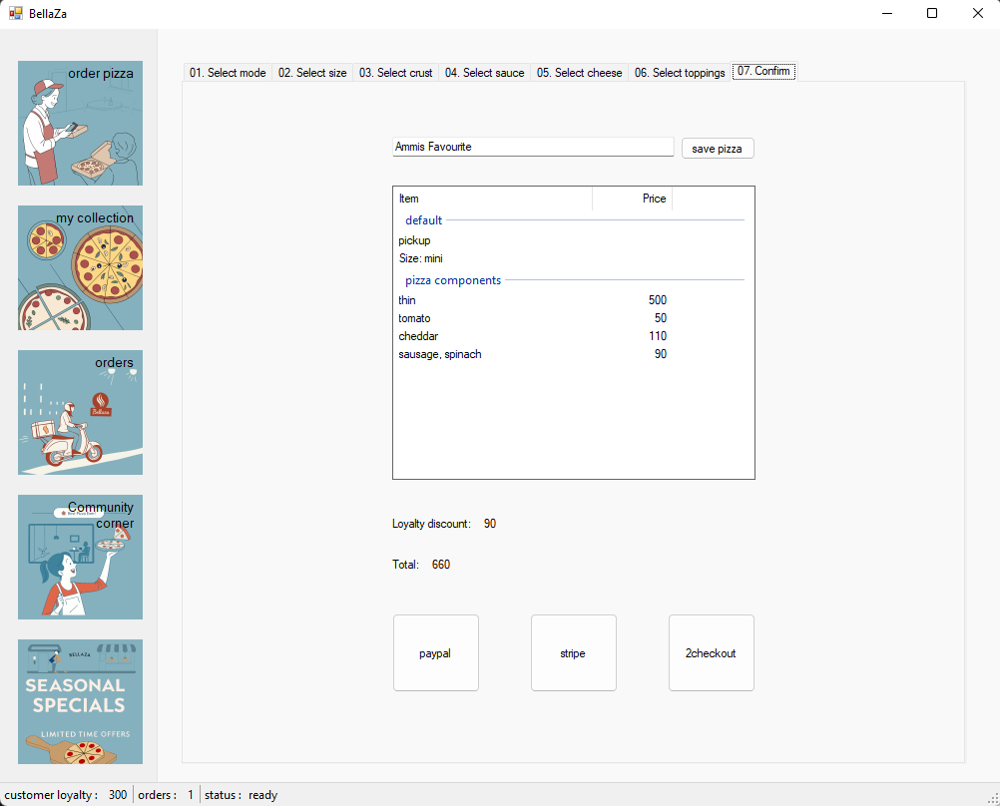 BellaZa
order pizza
my collection
orders
Bellaza
Community
corner
BELLAZA
SEASONAL
SPECIALS
LIMITED TIME OFFERS
01. Select mode 02. Select size 03. Select crust 04. Select sauce 05. Select cheese 06. Select toppings 07. Confirm
Ammis Favourite save pizza
Item Price
default
pickup
Size: mini
pizza components
thin 500
tomato 50
cheddar 110
sausage, spinach 90
Loyalty discount: 90
Total: 660
paypal stripe 2checkout
customer loyalty : 300 orders : 1 status : ready